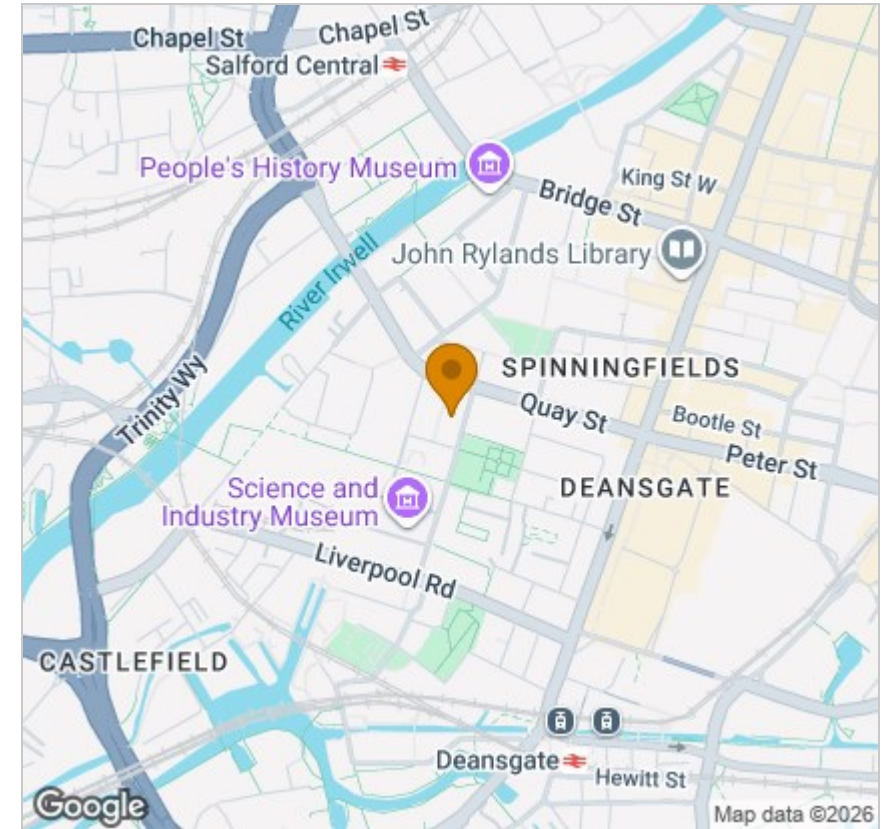 Chapel St
Chapel St
Salford Central
People's History Museum
King St W
Bridge St
John Rylands Library
River Irwell
SPINNINGFIELDS
Trinity Wy
Quay St
Bootle St
Peter St
Science and
Industry Museum
DEANSGATE
Liverpool Rd
CASTLEFIELD
Deansgate
Hewitt St
Google
Map data ©2026